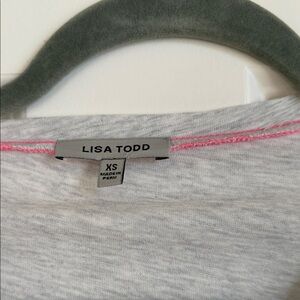 LISA TODD
XS
MADE IN
PERU